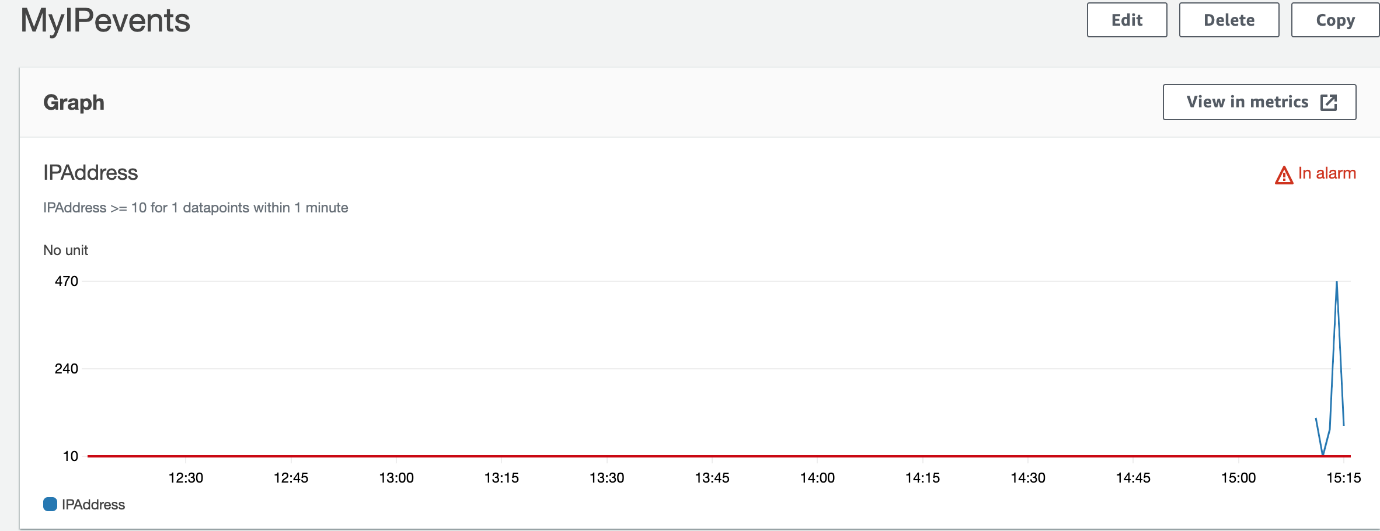 MyIPevents
Edit
Delete
Copy
Graph
View in metrics
IPAddress
In alarm
IPAddress >= 10 for 1 datapoints within 1 minute
No unit
470
240
10
12:30 12:45 13:00 13:15 13:30 13:45 14:00 14:15 14:30 14:45 15:00 15:15
IPAddress